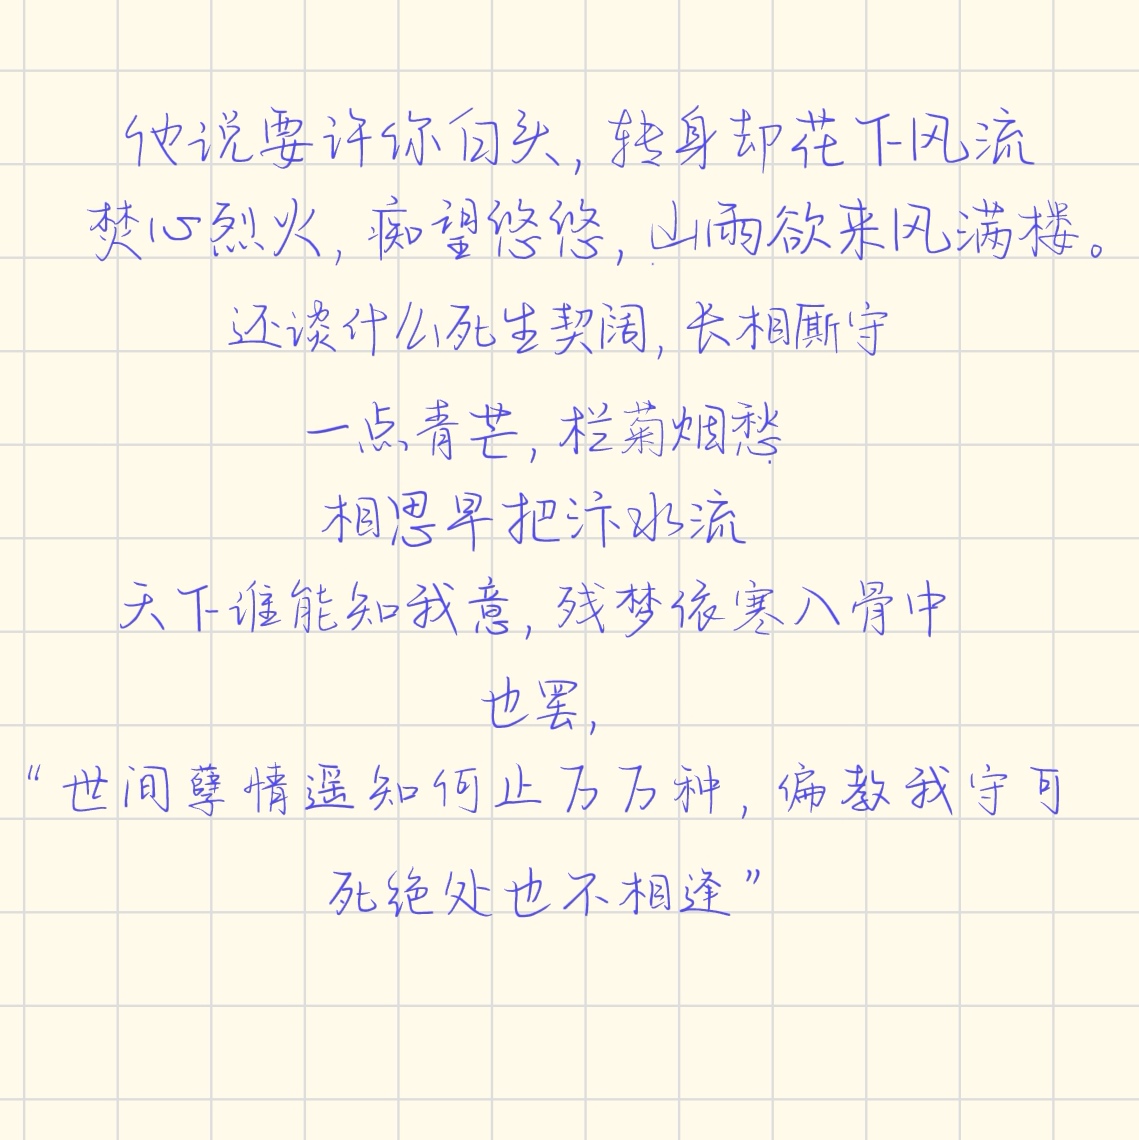 他说要许你白头,转身却花下风流
焚心烈火,痴望悠悠,山雨欲来风满楼。
还谈什么死生契阔,长相厮守
一点青芒,栏菊烟愁
相思早把汴水流
天下谁能知我意,残梦依寒入骨中
也罢,
“世间孽情遥知何止万万种,偏教我守可
死绝处也不相逢”